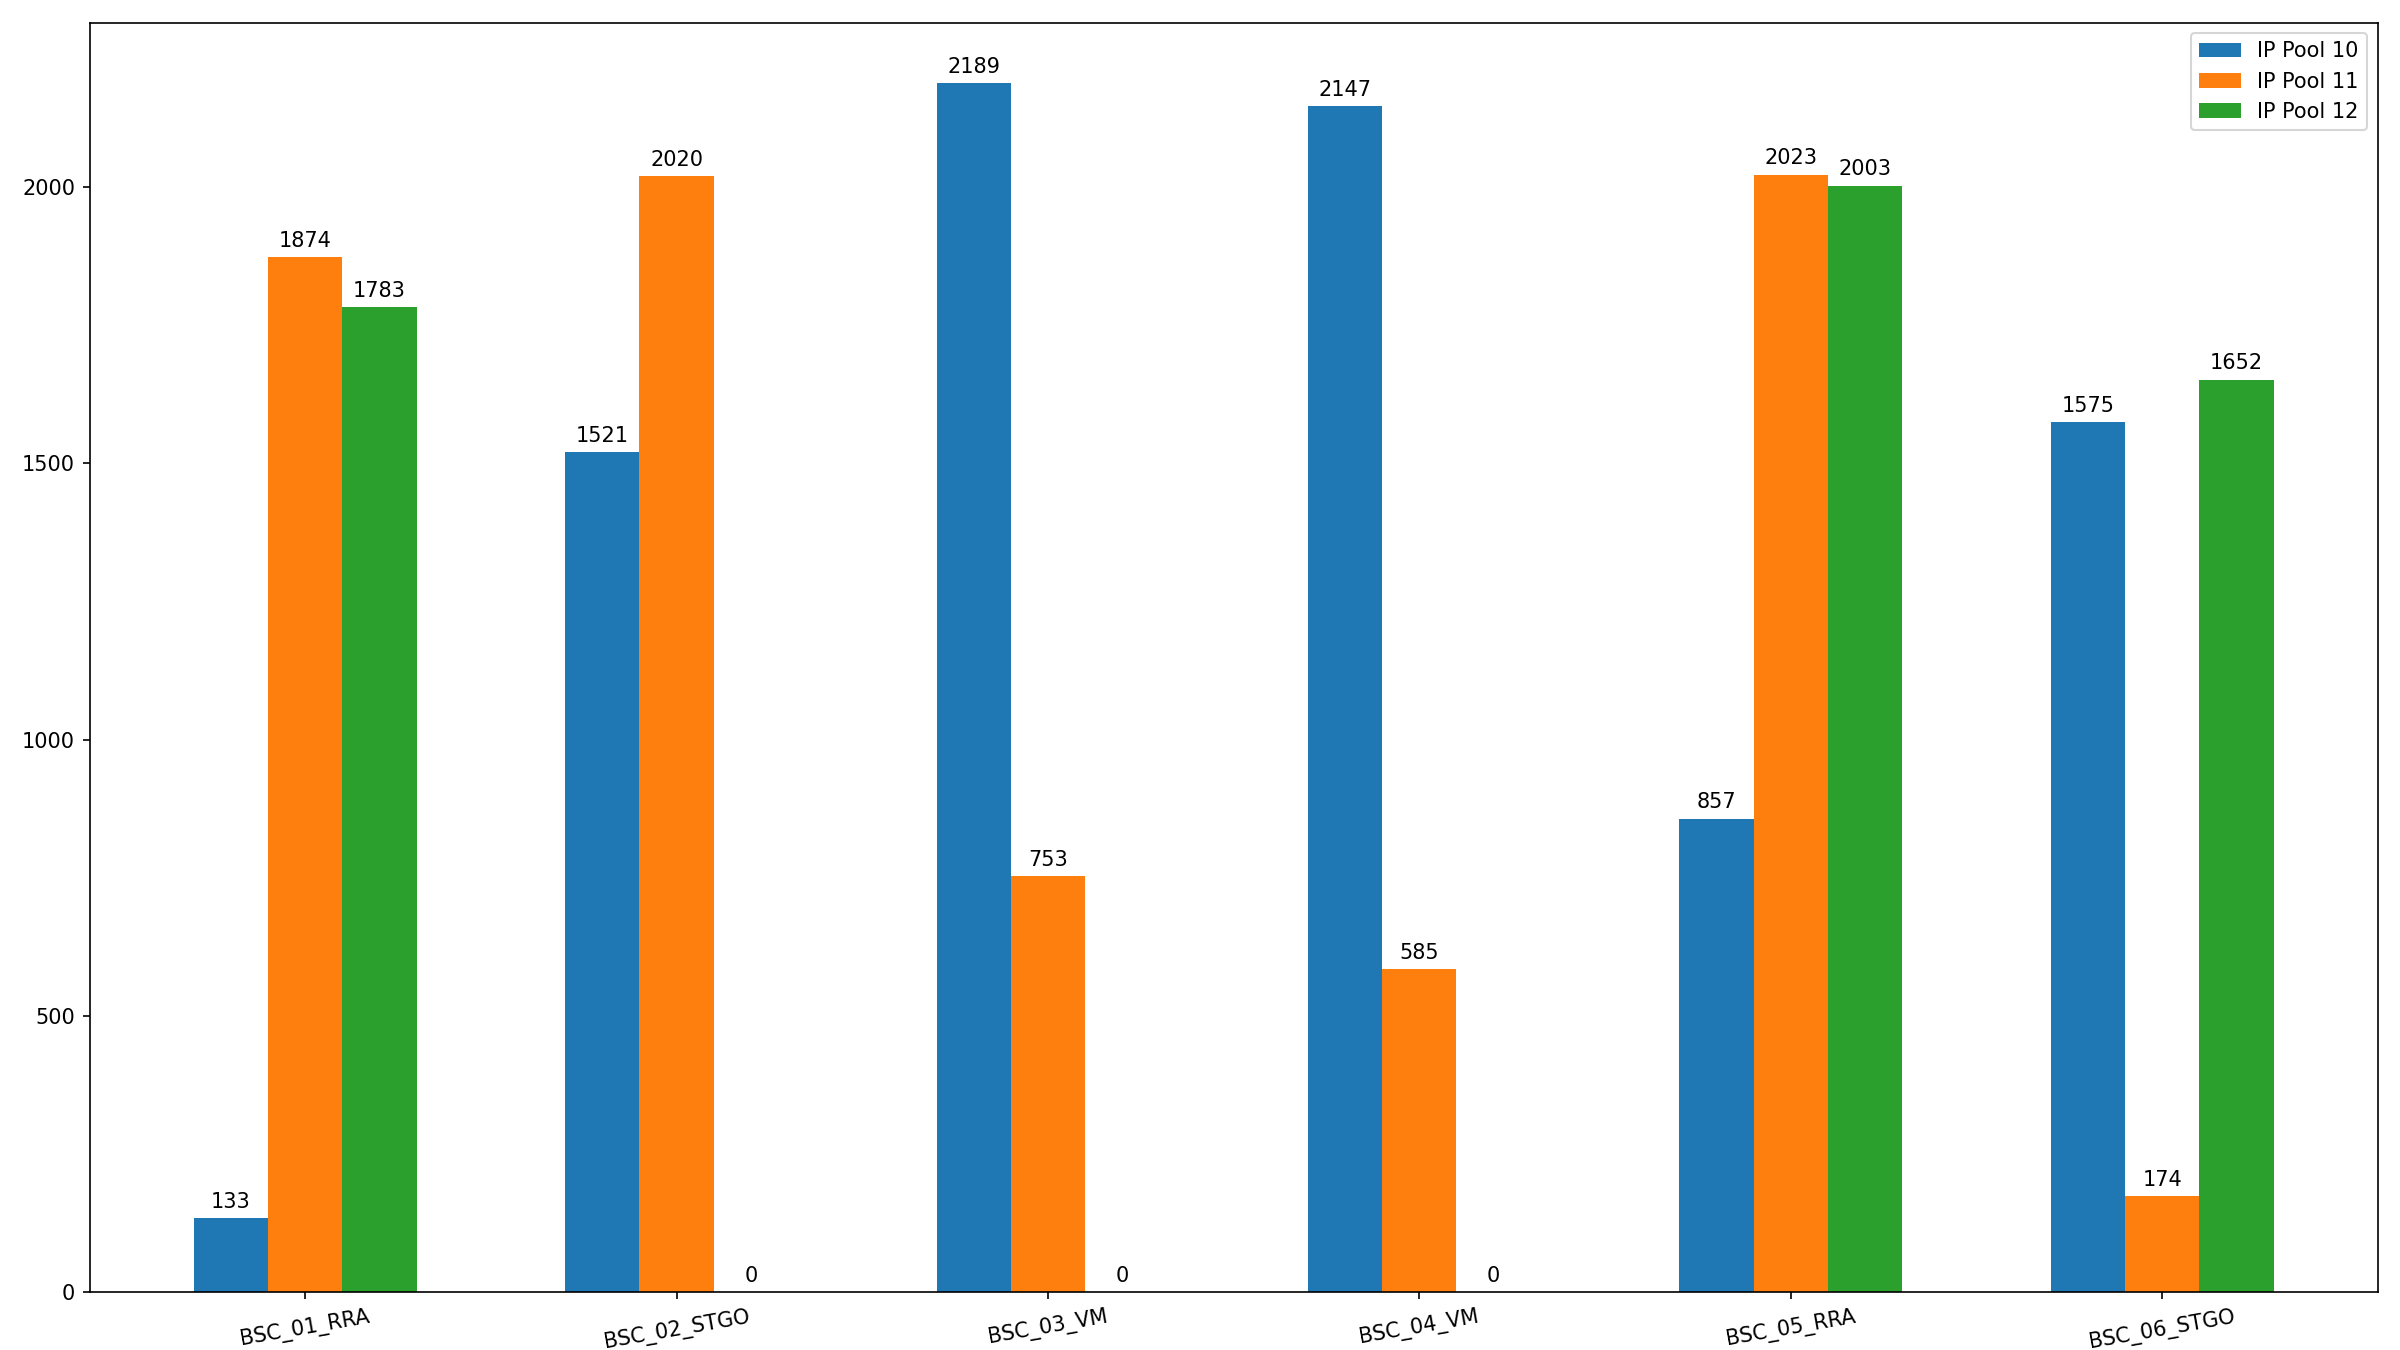 IP Pool 10
IP Pool 11
IP Pool 12
2000
1500
1000
500
0
133
1874
1783
1521
2020
0
2189
753
0
2147
585
0
857
2023
2003
1575
174
1652
BSC_01_RRA
BSC_02_STGO
BSC_03_VM
BSC_04_VM
BSC_05_RRA
BSC_06_STGO